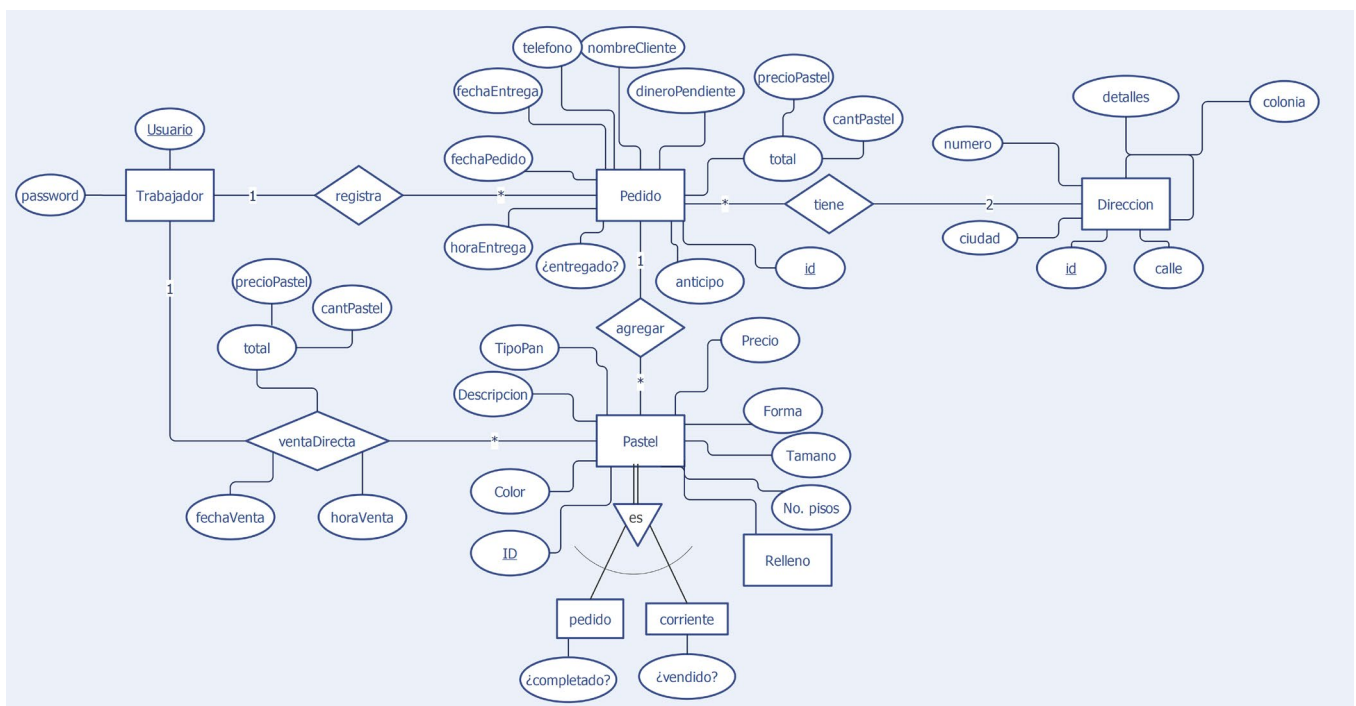 telefono
nombreCliente
fechaEntrega
dineroPendiente
precioPastel
cantPastel
detalles
colonia
Usuario
fechaPedido
total
numero
password
Trabajador
1
registra
*
Pedido
*
tiene
2
Direccion
horaEntrega
¿entregado?
1
anticipo
id
ciudad
id
calle
1
precioPastel
cantPastel
total
agregar
*
TipoPan
Precio
Descripcion
Forma
ventaDirecta
*
Pastel
Tamano
Color
No. pisos
fechaVenta
horaVenta
es
ID
Relleno
pedido
corriente
¿completado?
¿vendido?